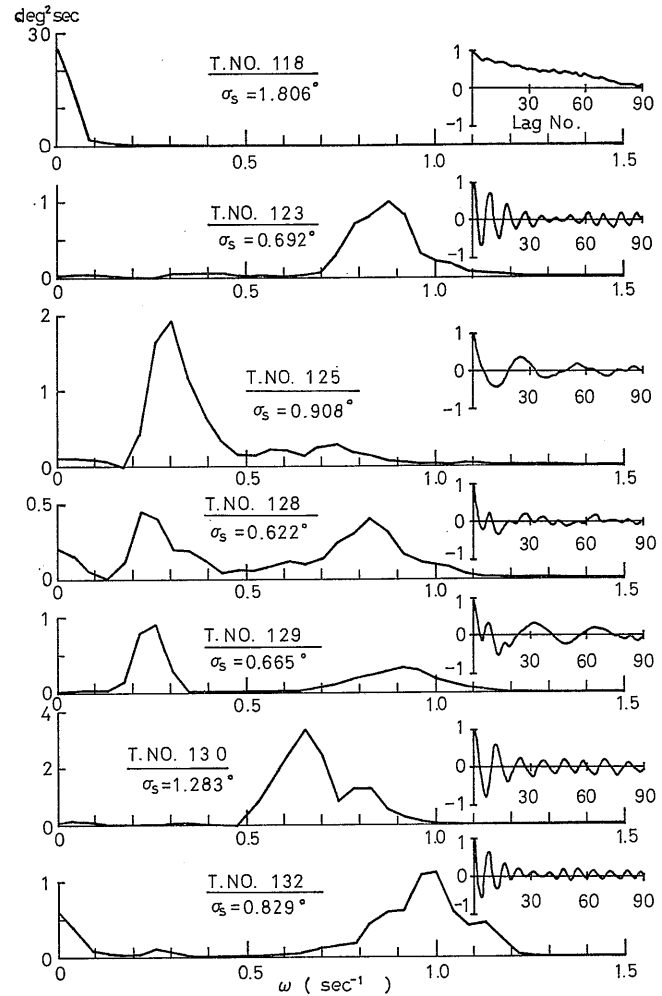 deg²sec
30
0
T.NO. 118
σs =1.806°
0 0.5 1.0 1.5
1
0
-1
30 60 90
Lag No.
1
0
T.NO. 123
σs =0.692°
0 0.5 1.0 1.5
1
0
-1
30 60 90
2
1
0
T.NO. 125
σs =0.908°
0 0.5 1.0 1.5
1
0
-1
30 60 90
0.5
0
T.NO. 128
σs =0.622°
0 0.5 1.0 1.5
1
0
-1
30 60 90
1
0
T.NO. 129
σs =0.665°
0 0.5 1.0 1.5
1
0
-1
30 60 90
4
2
0
T.NO. 130
σs=1.283°
0 0.5 1.0 1.5
1
0
-1
30 60 90
1
0
T.NO. 132
σs =0.829°
0 0.5 1.0 1.5
1
0
-1
30 60 90
ω ( sec⁻¹ )